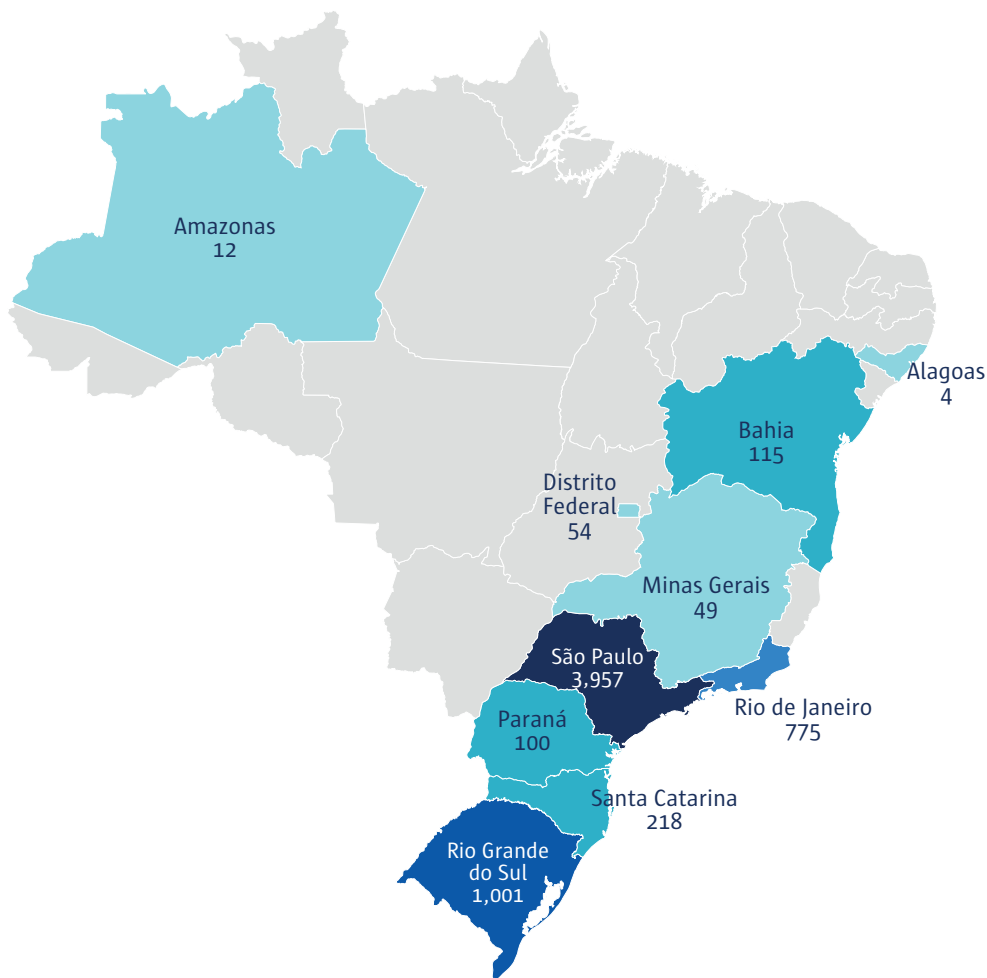 Amazonas
12
Alagoas
4
Bahia
115
Distrito
Federal
54
Minas Gerais
49
São Paulo
3,957
Rio de Janeiro
775
Paraná
100
Santa Catarina
218
Rio Grande
do Sul
1,001